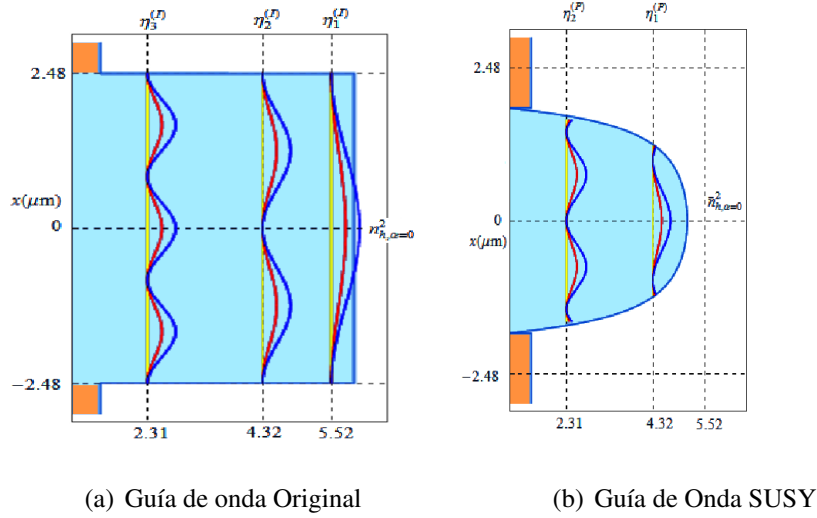 η₃⁽ᴵ⁾ η₂⁽ᴵ⁾ η₁⁽ᴵ⁾
2.48
x(μm)
0
n²ₕ,α₌₀
−2.48
2.31 4.32 5.52
(a) Guía de onda Original
η₂⁽ᴾ⁾ η₁⁽ᴾ⁾
2.48
0
x(μm)
ñ²ₕ,α₌₀
−2.48
2.31 4.32 5.52
(b) Guía de Onda SUSY